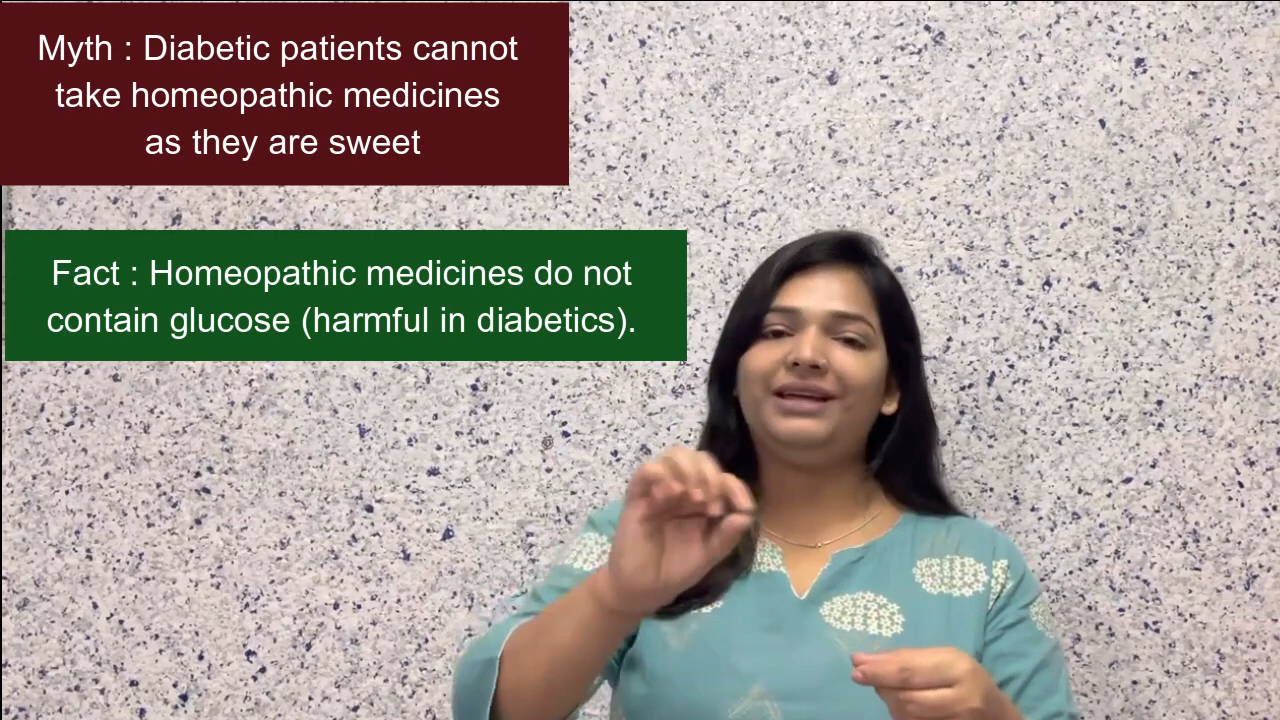 Myth : Diabetic patients cannot
take homeopathic medicines
as they are sweet
Fact : Homeopathic medicines do not
contain glucose (harmful in diabetics).